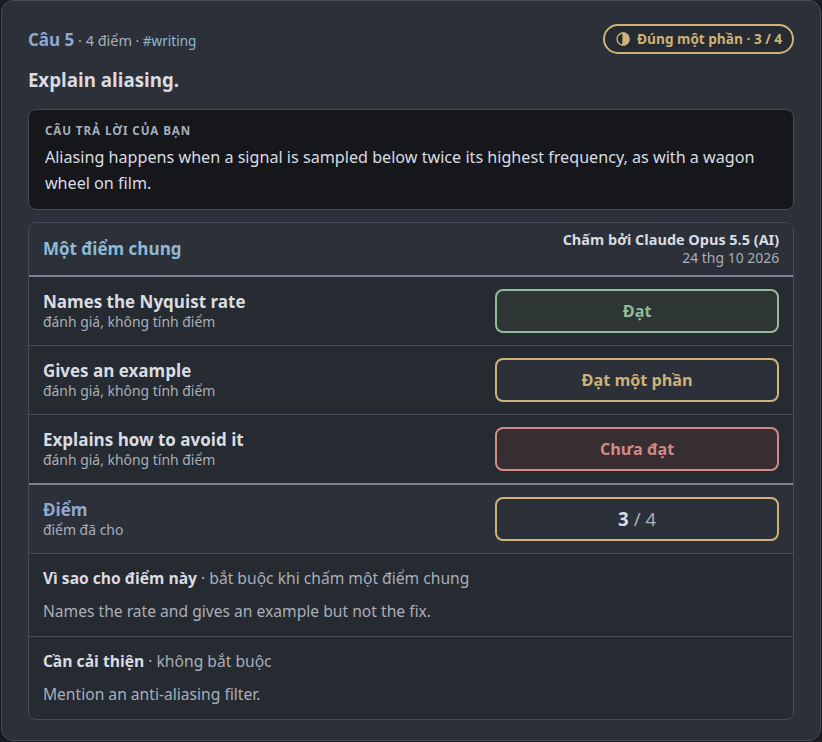 Câu 5 · 4 điểm · #writing
Đúng một phần · 3 / 4
Explain aliasing.
CÂU TRẢ LỜI CỦA BẠN
Aliasing happens when a signal is sampled below twice its highest frequency, as with a wagon
wheel on film.
Một điểm chung
Chấm bởi Claude Opus 5.5 (AI)
24 thg 10 2026
Names the Nyquist rate
đánh giá, không tính điểm
Đạt
Gives an example
đánh giá, không tính điểm
Đạt một phần
Explains how to avoid it
đánh giá, không tính điểm
Chưa đạt
Điểm
điểm đã cho
3 / 4
Vì sao cho điểm này · bắt buộc khi chấm một điểm chung
Names the rate and gives an example but not the fix.
Cần cải thiện · không bắt buộc
Mention an anti-aliasing filter.